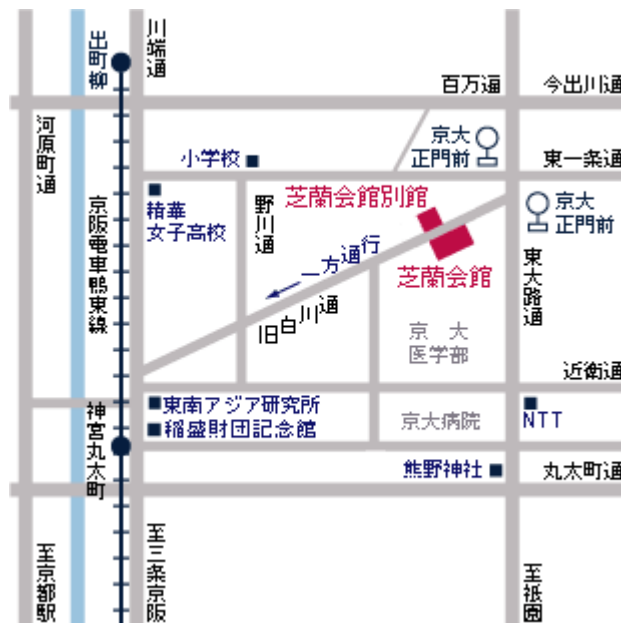 出町柳
川端通
百万遍
今出川通
河原町通
小学校
京大
正門前
東一条通
精華
女子高校
野川通
芝蘭会館別館
京大
正門前
京阪電車鴨東線
一方通行
芝蘭会館
東大路通
旧白川通
京大
医学部
近衛通
東南アジア研究所
稲盛財団記念館
京大病院
NTT
神宮丸太町
熊野神社
丸太町通
至京都駅
至三条京阪
至祇園